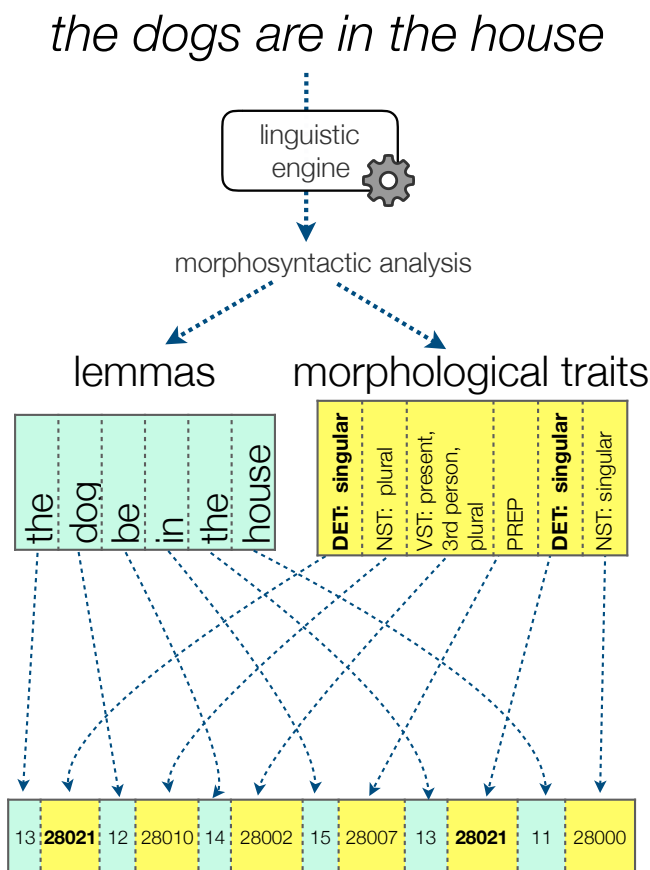 the dogs are in the house
linguistic
engine
morphosyntactic analysis
lemmas
morphological traits
the
dog
be
in
the
house
DET: singular
NST: plural
VST: present,
3rd person,
plural
PREP
DET: singular
NST: singular
13 28021 12 28010 14 28002 15 28007 13 28021 11 28000